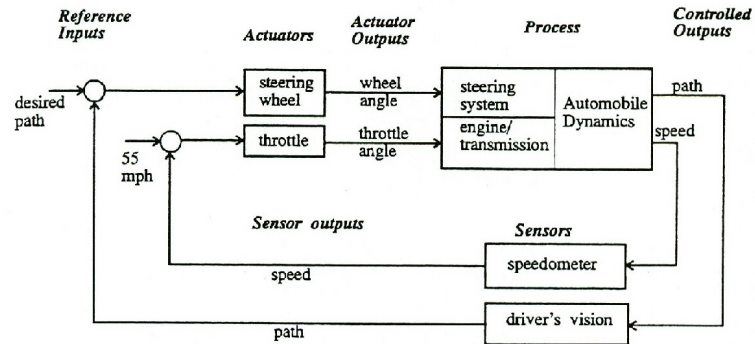 Reference
Inputs
Actuators
Actuator
Outputs
Process
Controlled
Outputs
desired
path
steering
wheel
wheel
angle
steering
system
Automobile
Dynamics
path
55
mph
throttle
throttle
angle
engine/
transmission
speed
Sensor outputs
Sensors
speed
speedometer
path
driver's vision